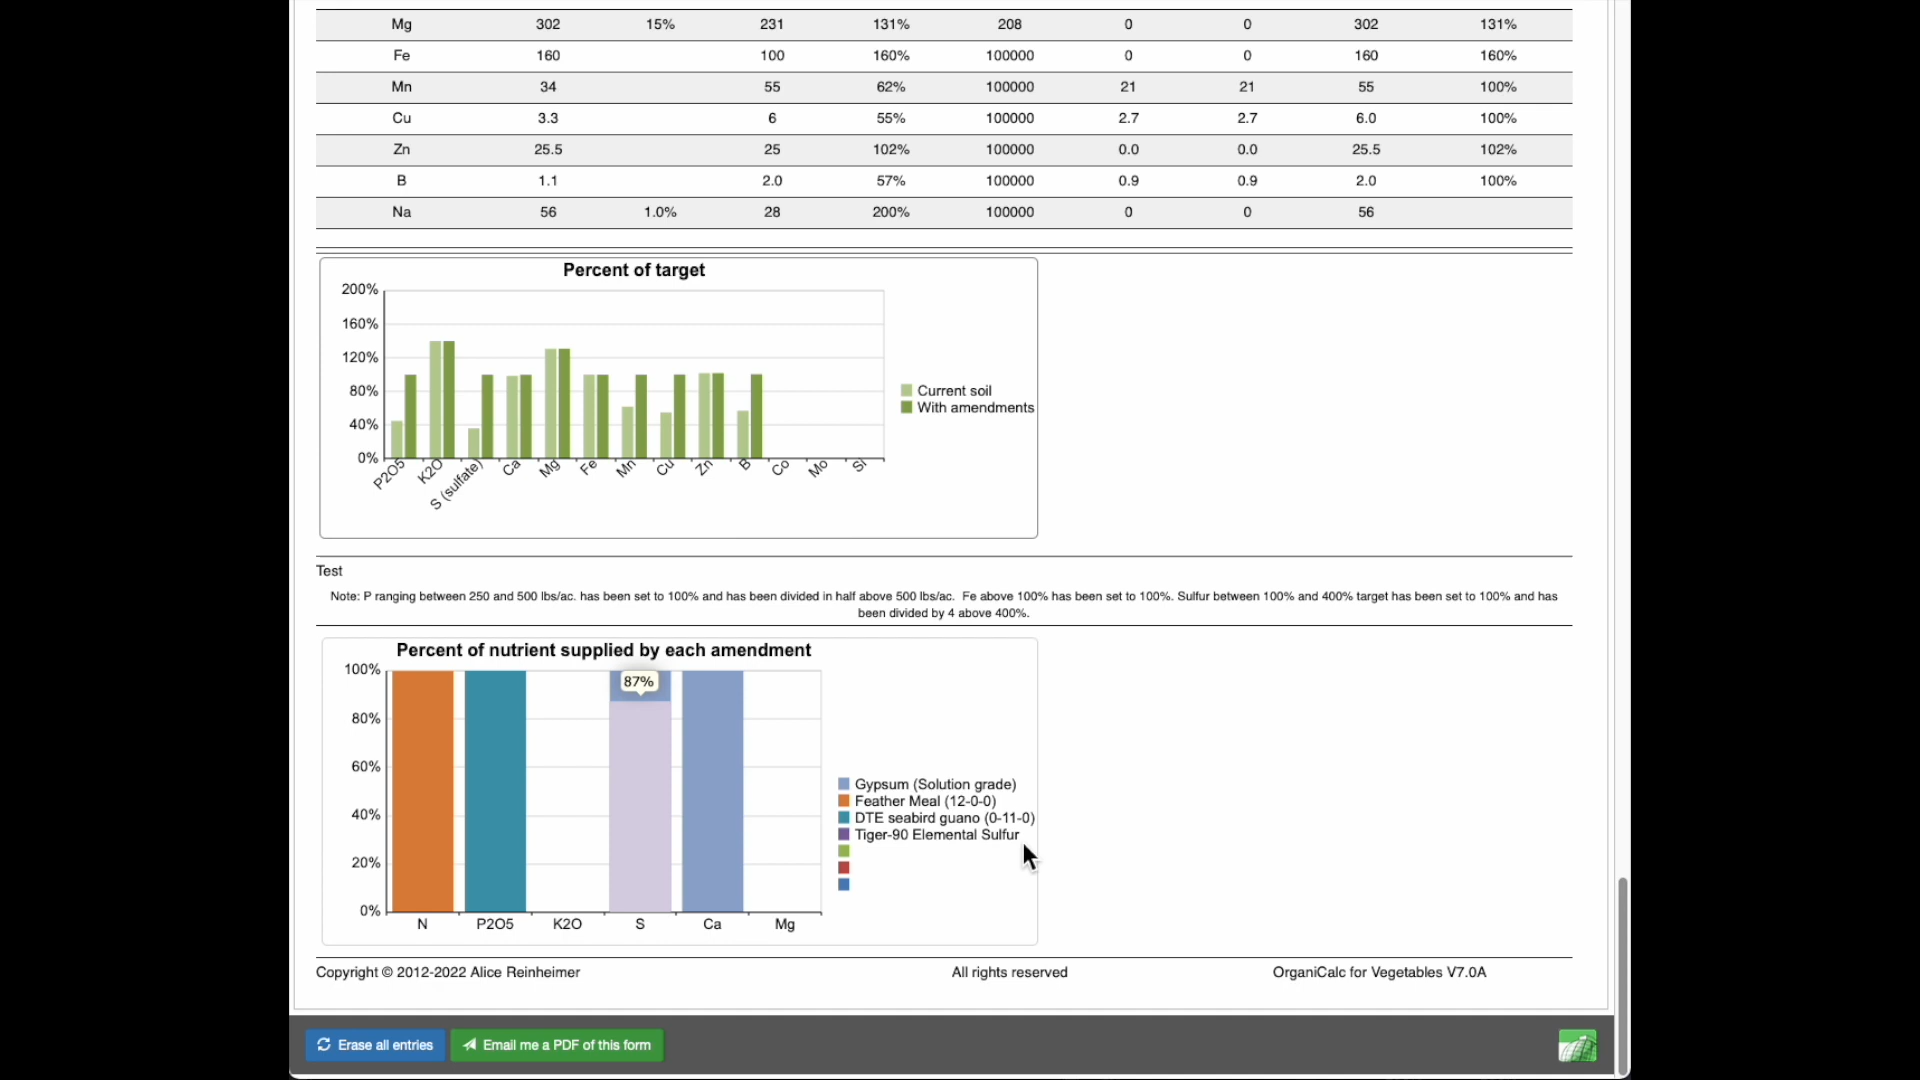 Mg 302 15% 231 131% 208 0 0 302 131%
Fe 160 100 160% 100000 0 0 160 160%
Mn 34 55 62% 100000 21 21 55 100%
Cu 3.3 6 55% 100000 2.7 2.7 6.0 100%
Zn 25.5 25 102% 100000 0.0 0.0 25.5 102%
B 1.1 2.0 57% 100000 0.9 0.9 2.0 100%
Na 56 1.0% 28 200% 100000 0 0 56
Percent of target
200%
160%
120%
80%
40%
0%
P2O5 K2O S (sulfate) Ca Mg Fe Mn Cu Zn B Co Mo Si
Current soil
With amendments
Test
Note: P ranging between 250 and 500 lbs/ac. has been set to 100% and has been divided in half above 500 lbs/ac. Fe above 100% has been set to 100%. Sulfur between 100% and 400% target has been set to 100% and has
been divided by 4 above 400%.
Percent of nutrient supplied by each amendment
100%
80%
60%
40%
20%
0%
87%
N P2O5 K2O S Ca Mg
Gypsum (Solution grade)
Feather Meal (12-0-0)
DTE seabird guano (0-11-0)
Tiger-90 Elemental Sulfur
Copyright © 2012-2022 Alice Reinheimer All rights reserved OrganiCalc for Vegetables V7.0A
Erase all entries Email me a PDF of this form